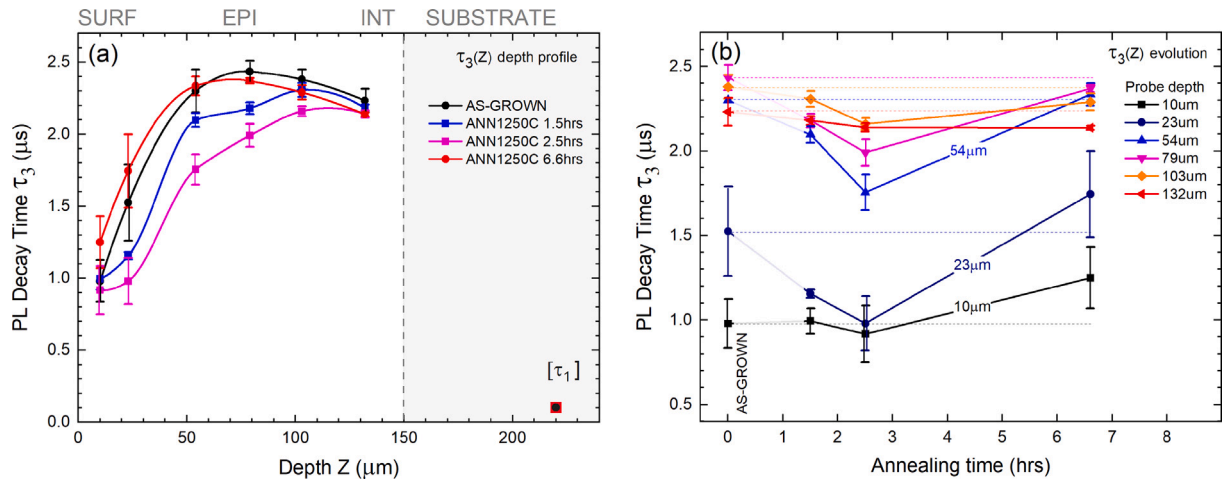 SURF EPI INT SUBSTRATE
(a)
τ3(Z) depth profile
AS-GROWN
ANN1250C 1.5hrs
ANN1250C 2.5hrs
ANN1250C 6.6hrs
[τ1]
PL Decay Time τ3 (μs)
2.5
2.0
1.5
1.0
0.5
0.0
0 50 100 150 200
Depth Z (μm)
(b)
τ3(Z) evolution
Probe depth
10um
23um
54um
79um
103um
132um
54μm
23μm
10μm
AS-GROWN
PL Decay Time τ3 (μs)
2.5
2.0
1.5
1.0
0.5
0 1 2 3 4 5 6 7 8
Annealing time (hrs)